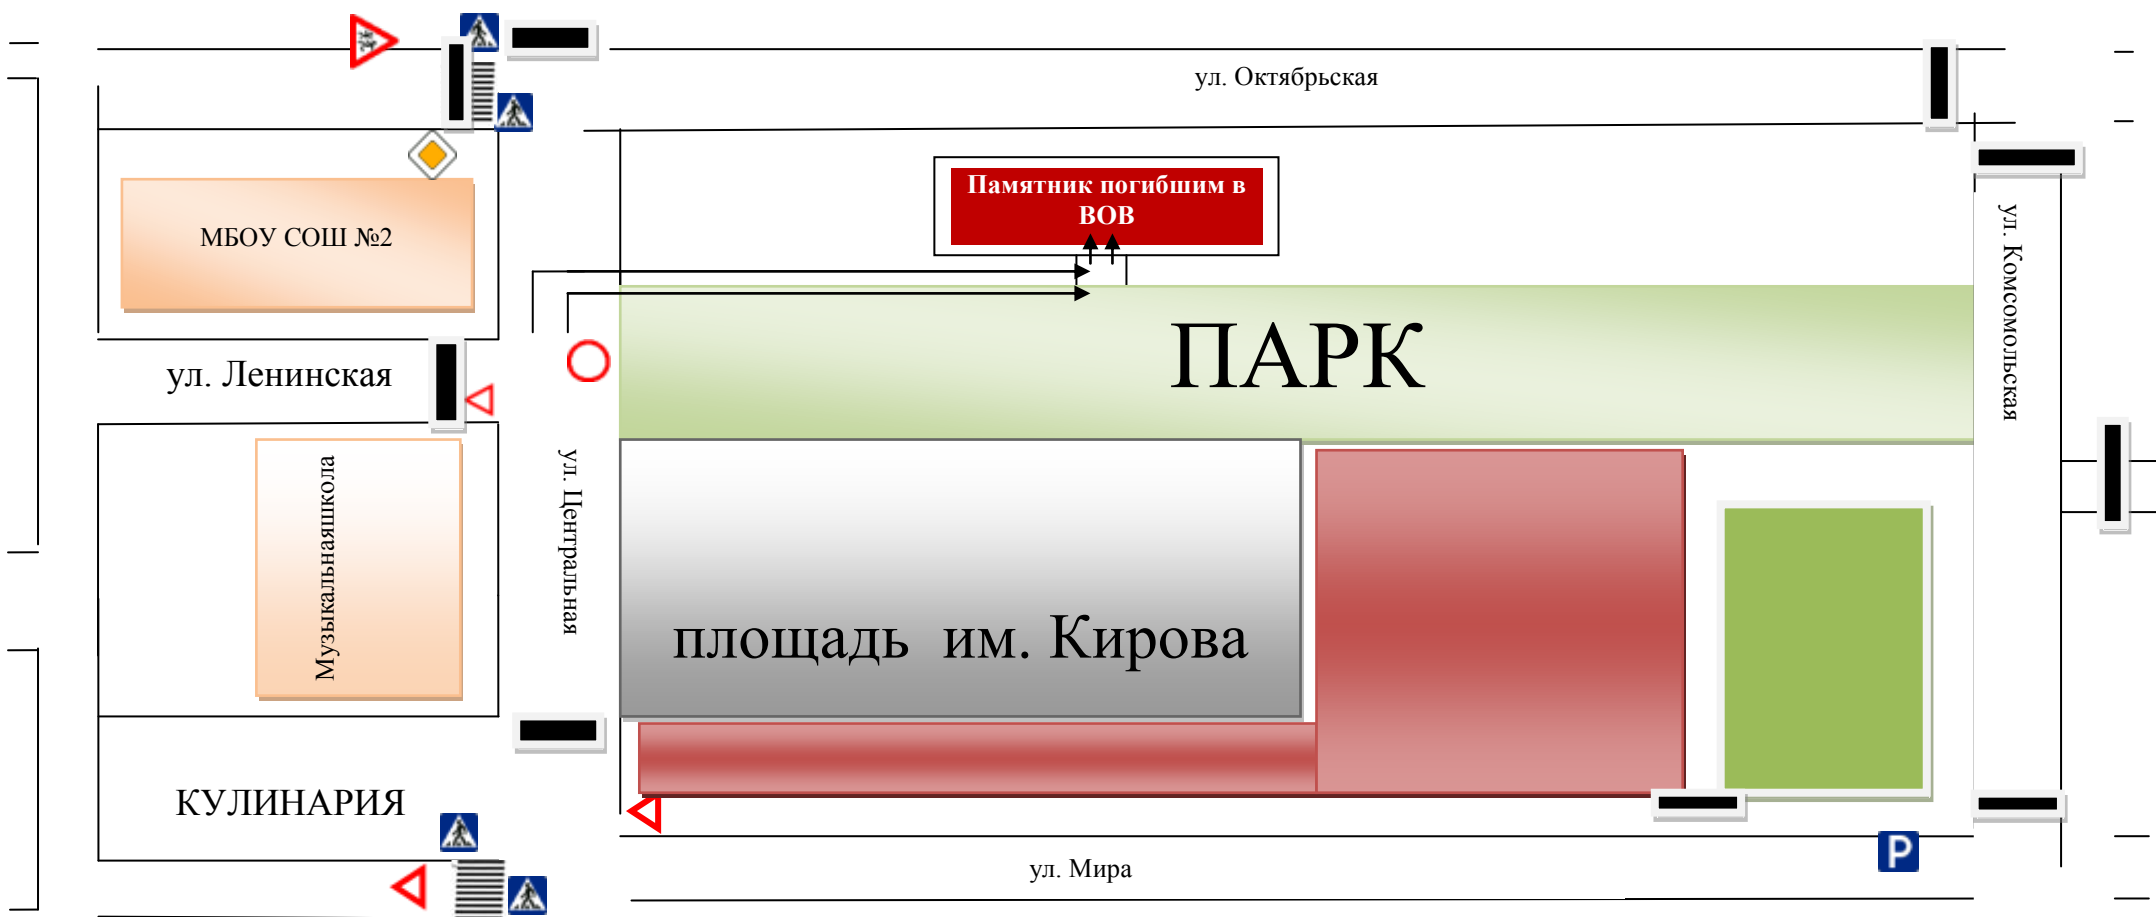 ул. Октябрьская
Памятник погибшим в
ВОВ
МБОУ СОШ №2
ул. Комсомольская
ПАРК
ул. Ленинская
ул. Центральная
Музыкальнаяшкола
площадь им. Кирова
КУЛИНАРИЯ
P
ул. Мира